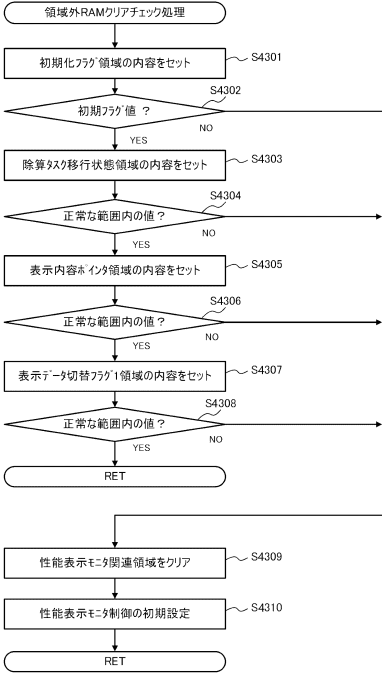 領域外RAMクリアチェック処理
初期化フラグ領域の内容をセット
S4301
初期フラグ値 ?
S4302
NO
YES
除算タスク移行状態領域の内容をセット
S4303
正常な範囲内の値?
S4304
NO
YES
表示内容ポインタ領域の内容をセット
S4305
正常な範囲内の値?
S4306
NO
YES
表示データ切替フラグ1領域の内容をセット
S4307
正常な範囲内の値?
S4308
NO
YES
RET
性能表示モニタ関連領域をクリア
S4309
性能表示モニタ制御の初期設定
S4310
RET